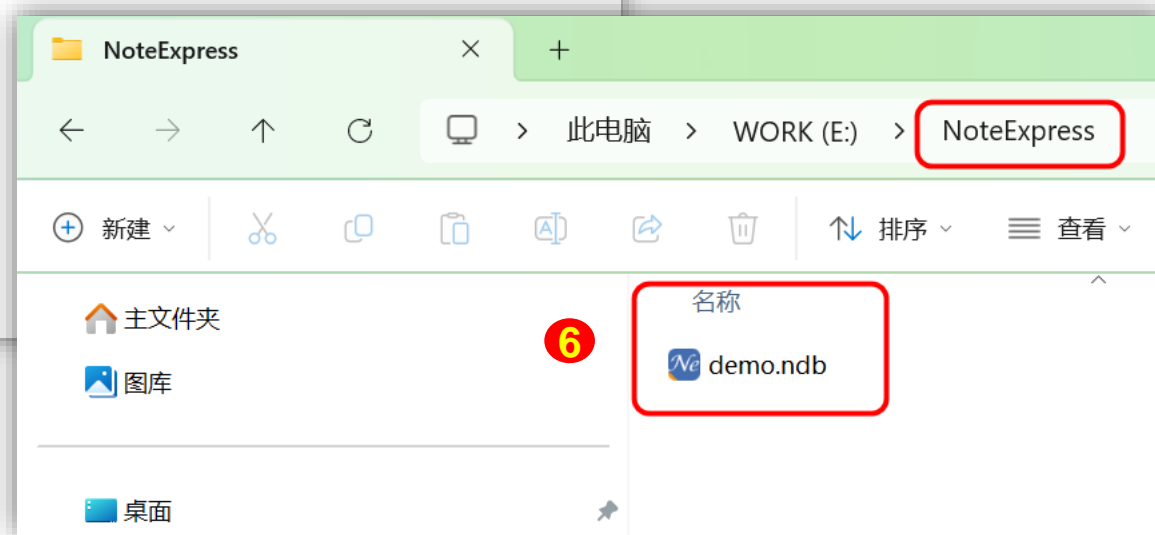 NoteExpress
此电脑 > WORK (E:) > NoteExpress
新建 排序 查看
主文件夹
名称
6
Ne demo.ndb
图库
桌面